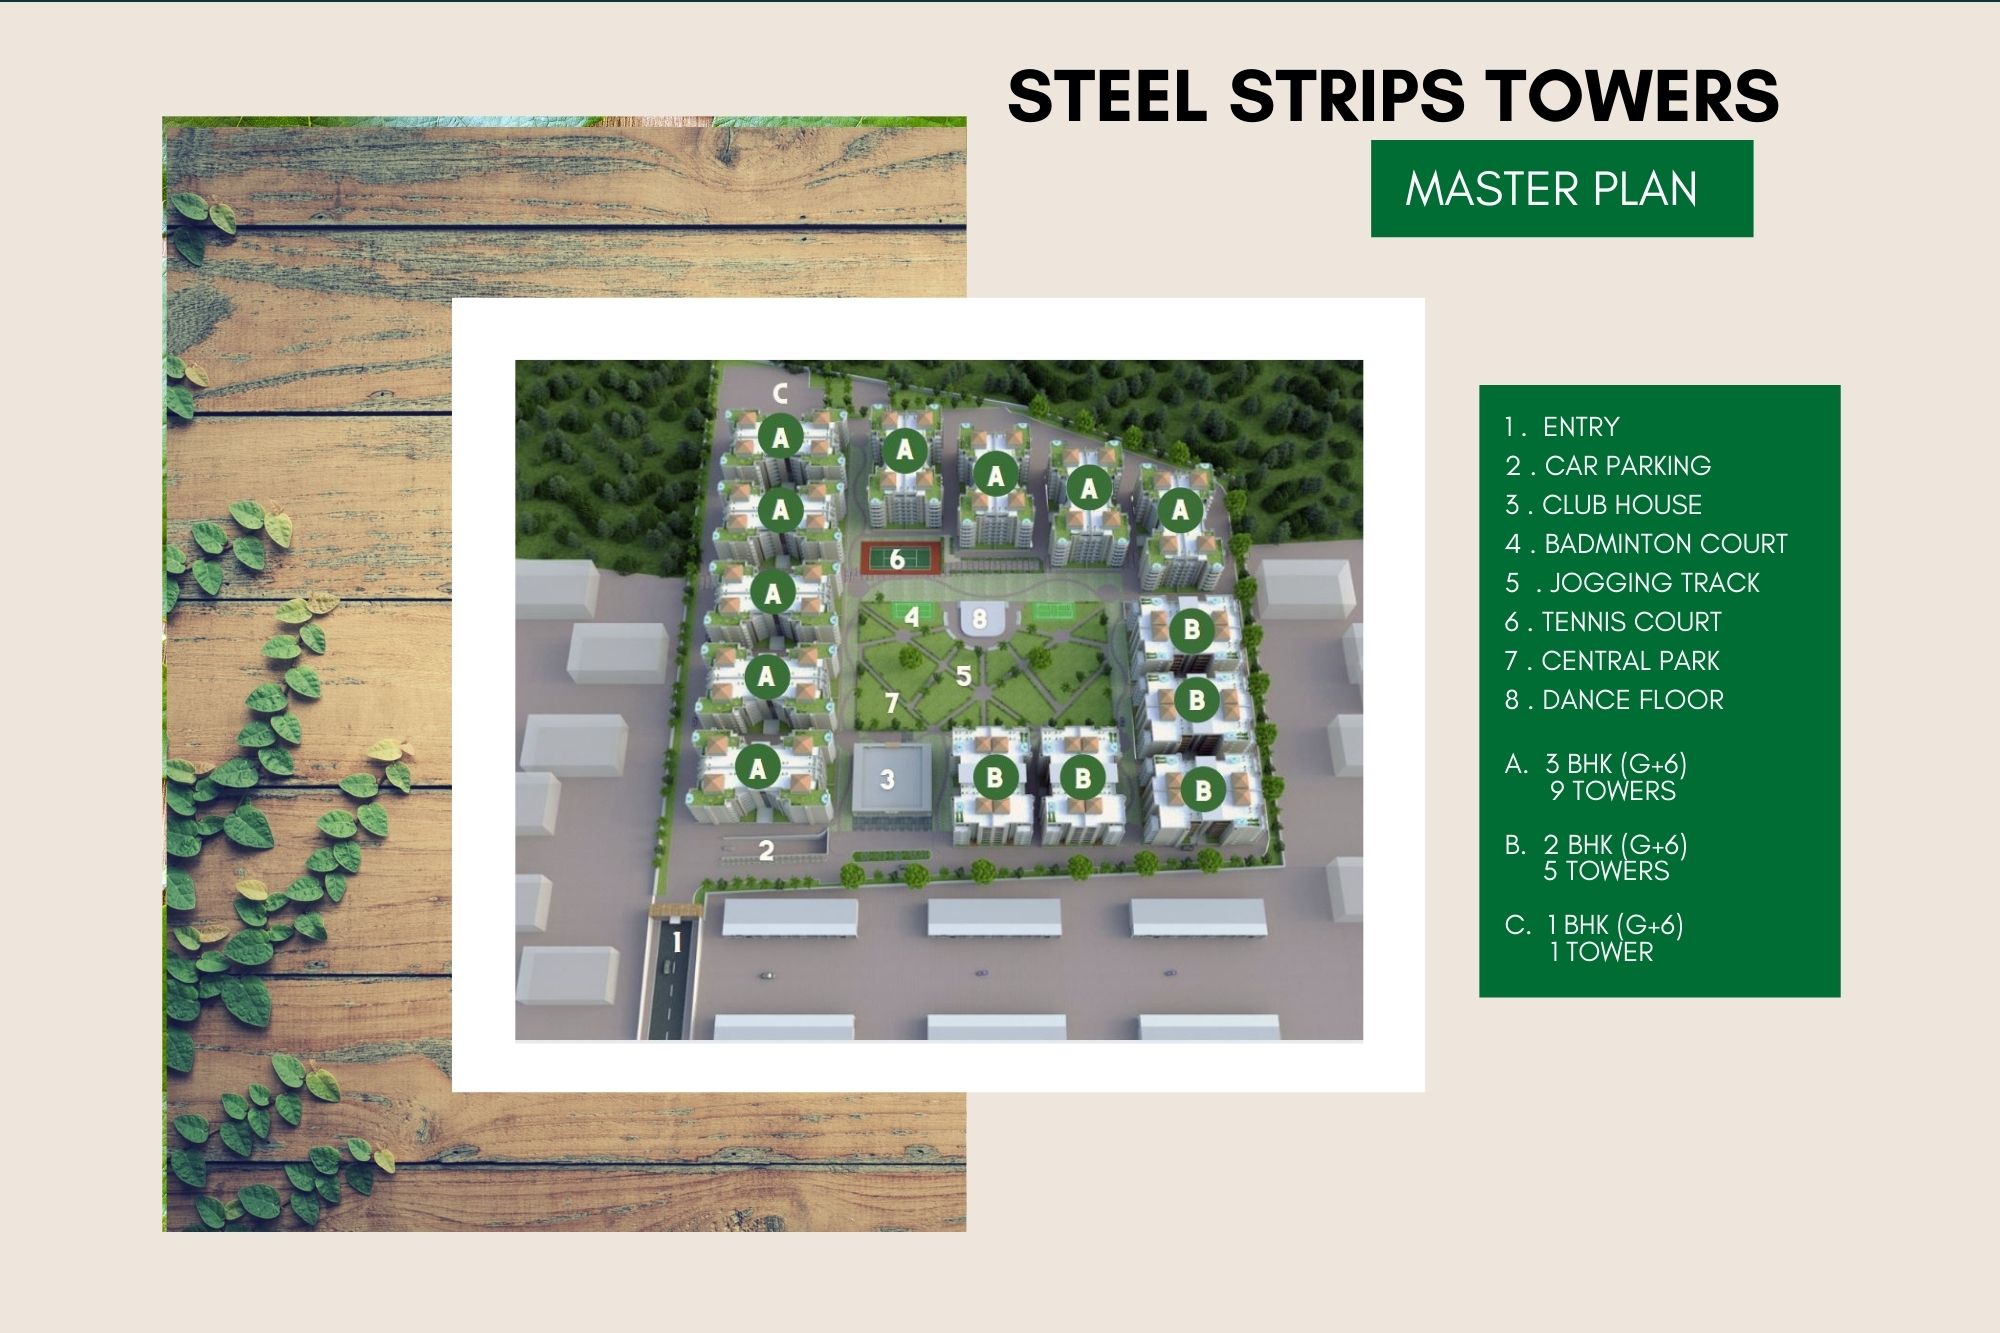 STEEL STRIPS TOWERS
MASTER PLAN
C
A
A
A
A
A
A
A
6
A
4
8
B
A
5
7
B
A
3
B
B
B
2
1
1 . ENTRY
2 . CAR PARKING
3 . CLUB HOUSE
4 . BADMINTON COURT
5 . JOGGING TRACK
6 . TENNIS COURT
7 . CENTRAL PARK
8 . DANCE FLOOR
A. 3 BHK (G+6)
9 TOWERS
B. 2 BHK (G+6)
5 TOWERS
C. 1 BHK (G+6)
1 TOWER